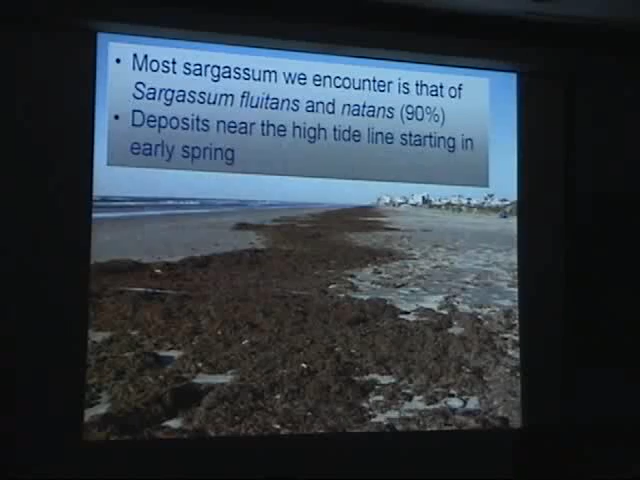 • Most sargassum we encounter is that of
Sargassum fluitans and natans (90%)
• Deposits near the high tide line starting in
early spring